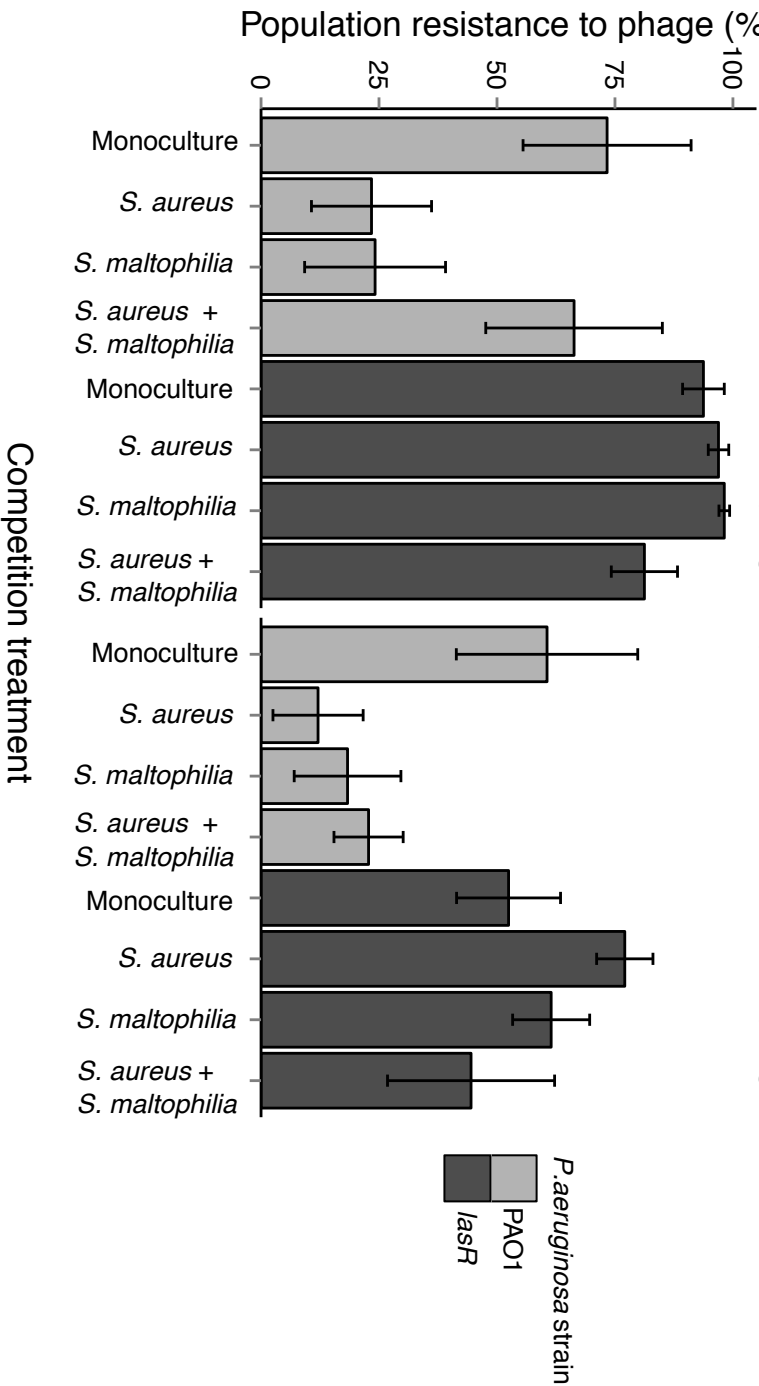 Population resistance to phage (%
0
25
50
75
100
Monoculture
S. aureus
S. maltophilia
S. aureus +
S. maltophilia
Monoculture
S. aureus
S. maltophilia
S. aureus +
S. maltophilia
Monoculture
S. aureus
S. maltophilia
S. aureus +
S. maltophilia
Monoculture
S. aureus
S. maltophilia
S. aureus +
S. maltophilia
Competition treatment
P.aeruginosa strain
PAO1
lasR